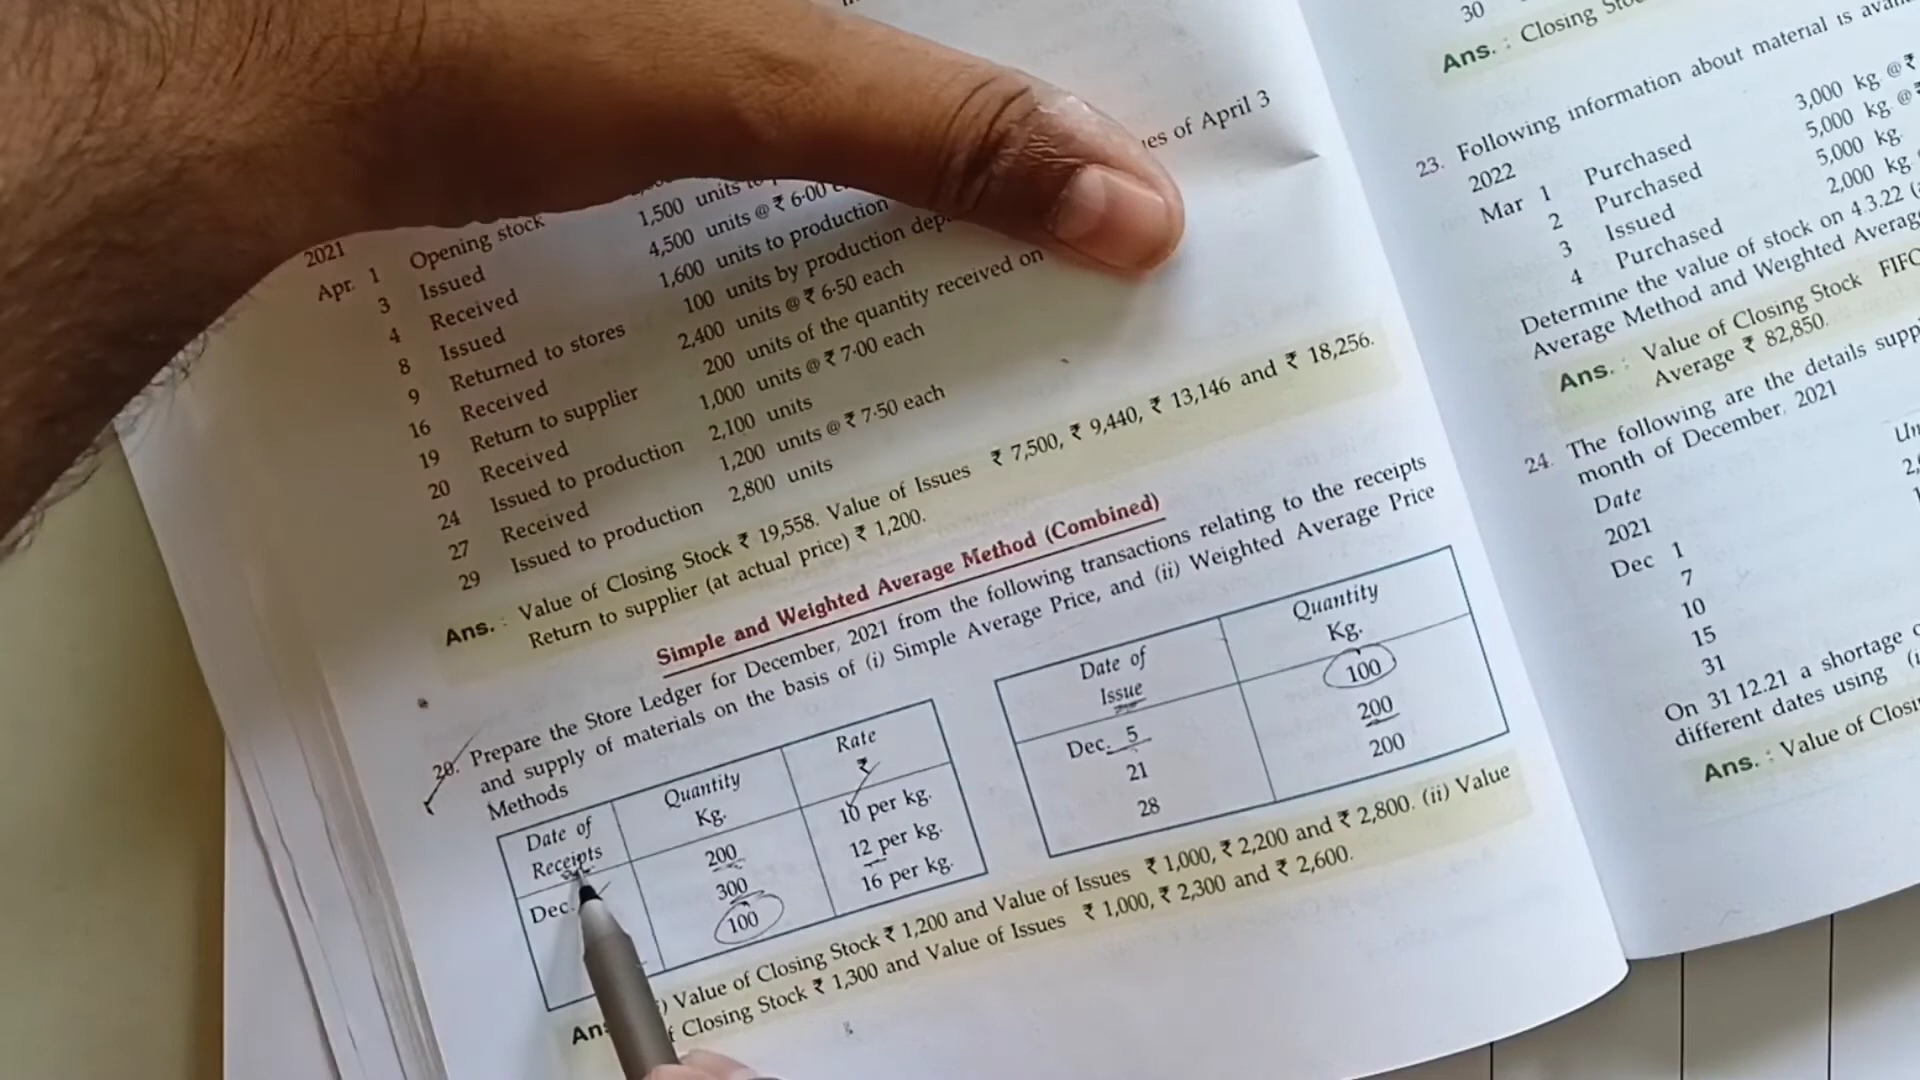 es of April 3
2021
Apr. 1 Opening stock 1,500 units
3 Issued 4,500 units @ ₹ 6·00
4 Received 1,600 units to production
8 Issued 100 units by production dep
9 Returned to stores 2,400 units @ ₹ 6·50 each
16 Received 200 units of the quantity received on
19 Return to supplier 1,000 units @ ₹ 7·00 each
20 Received 2,100 units
24 Issued to production 1,200 units @ ₹ 7·50 each
27 Received 2,800 units
29 Issued to production
Ans. : Value of Closing Stock ₹ 19,558. Value of Issues ₹ 7,500, ₹ 9,440, ₹ 13,146 and ₹ 18,256.
Return to supplier (at actual price) ₹ 1,200.
Simple and Weighted Average Method (Combined)
20. Prepare the Store Ledger for December, 2021 from the following transactions relating to the receipts
and supply of materials on the basis of (i) Simple Average Price, and (ii) Weighted Average Price
Methods
Date of Receipts Quantity Kg. Rate ₹
Dec. 200 10 per kg.
300 12 per kg.
100 16 per kg.
Date of Issue Quantity Kg.
Dec. 5 100
21 200
28 200
) Value of Closing Stock ₹ 1,200 and Value of Issues ₹ 1,000, ₹ 2,200 and ₹ 2,800. (ii) Value
f Closing Stock ₹ 1,300 and Value of Issues ₹ 1,000, ₹ 2,300 and ₹ 2,600.
30
Ans. : Closing
23. Following information about material is
2022
Mar 1 Purchased 3,000 kg. @ ₹
2 Purchased 5,000 kg. @
3 Issued 5,000 kg.
4 Purchased 2,000 kg
Determine the value of stock on 4.3.22
Average Method and Weighted
Ans. : Value of Closing Stock FIFO
Average ₹ 82,850.
24. The following are the details
month of December, 2021
Date
2021
Dec 1
7
10
15
31
On 31 12.21 a shortage
different dates using
Ans. : Value of